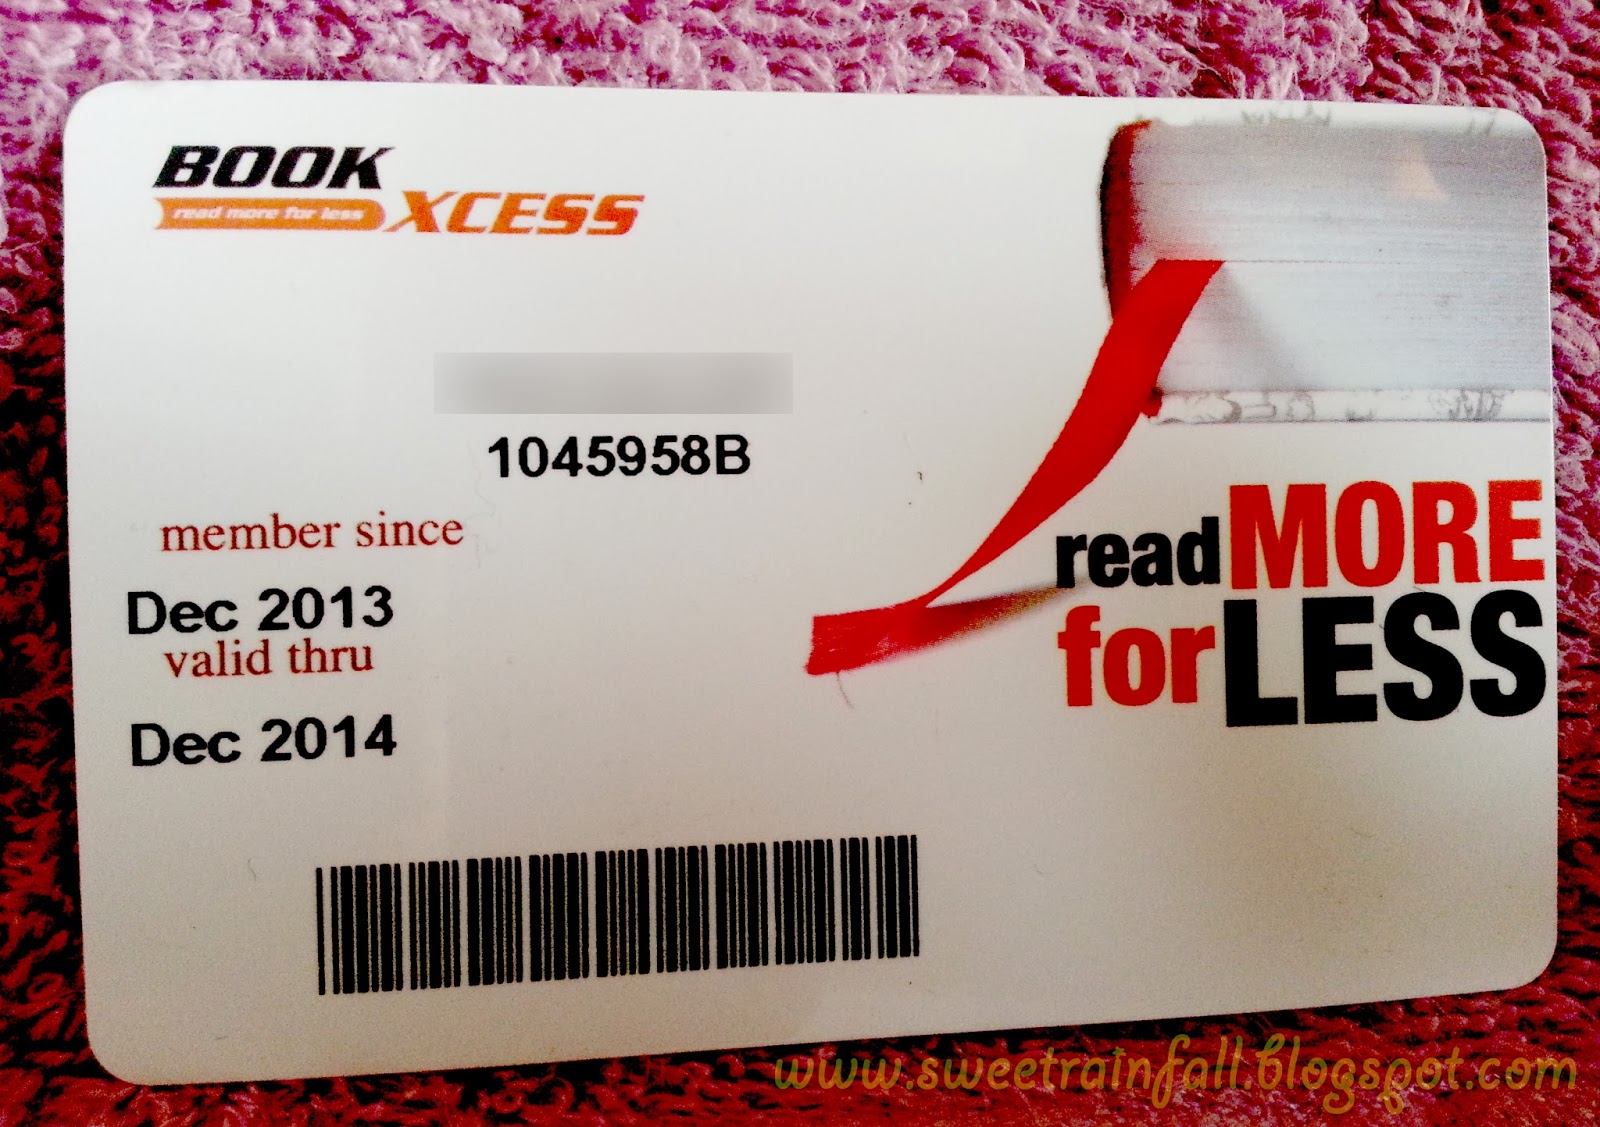 BOOK
read more for less XCESS
1045958B
member since
Dec 2013
valid thru
Dec 2014
read MORE
for LESS
www.sweetrainfall.blogspot.com